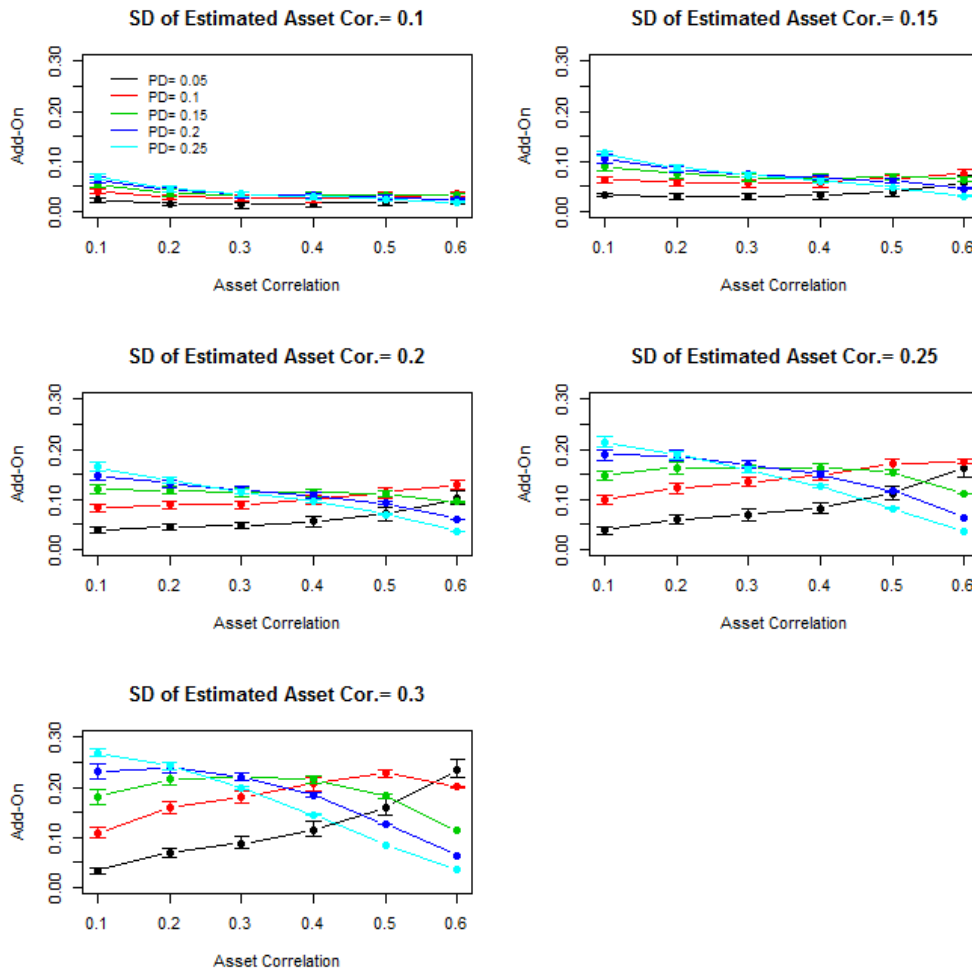 SD of Estimated Asset Cor.= 0.1
Add-On
0.00 0.10 0.20 0.30
PD= 0.05
PD= 0.1
PD= 0.15
PD= 0.2
PD= 0.25
0.1 0.2 0.3 0.4 0.5 0.6
Asset Correlation
SD of Estimated Asset Cor.= 0.15
Add-On
0.00 0.10 0.20 0.30
0.1 0.2 0.3 0.4 0.5 0.6
Asset Correlation
SD of Estimated Asset Cor.= 0.2
Add-On
0.00 0.10 0.20 0.30
0.1 0.2 0.3 0.4 0.5 0.6
Asset Correlation
SD of Estimated Asset Cor.= 0.25
Add-On
0.00 0.10 0.20 0.30
0.1 0.2 0.3 0.4 0.5 0.6
Asset Correlation
SD of Estimated Asset Cor.= 0.3
Add-On
0.00 0.10 0.20 0.30
0.1 0.2 0.3 0.4 0.5 0.6
Asset Correlation